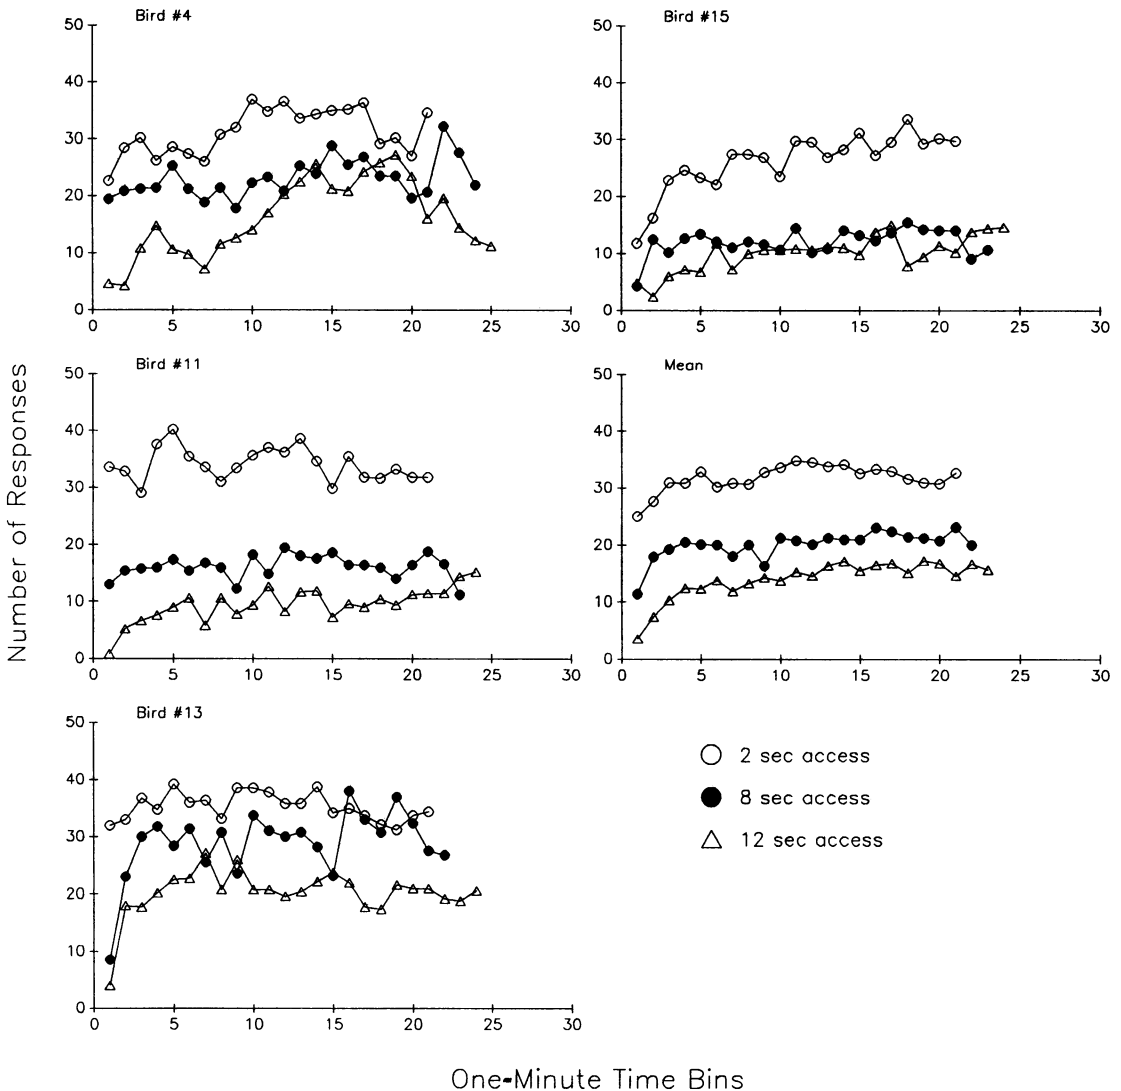 Bird #4
50
40
30
20
10
0
0 5 10 15 20 25 30
Bird #15
50
40
30
20
10
0
0 5 10 15 20 25 30
Number of Responses
Bird #11
50
40
30
20
10
0
0 5 10 15 20 25 30
Mean
50
40
30
20
10
0
0 5 10 15 20 25 30
Bird #13
50
40
30
20
10
0
0 5 10 15 20 25 30
2 sec access
8 sec access
12 sec access
One-Minute Time Bins